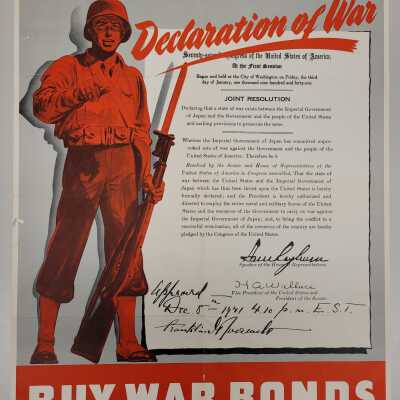 Declaration of War
Seventy-seventh Congress of the United States of America;
At the First Session
Begun and held at the City of Washington on Friday, the third
day of January, one thousand nine hundred and forty-one
JOINT RESOLUTION
Declaring that a state of war exists between the Imperial Government
of Japan and the Government and the people of the United States
and making provisions to prosecute the same.
Whereas the Imperial Government of Japan has committed unpro-
voked acts of war against the Government and the people of the
United States of America: Therefore be it
Resolved by the Senate and House of Representatives of the
United States of America in Congress assembled, That the state of
war between the United States and the Imperial Government of
Japan which has thus been thrust upon the United States is hereby
formally declared; and the President is hereby authorized and
directed to employ the entire naval and military forces of the United
States and the resources of the Government to carry on war against
the Imperial Government of Japan; and, to bring the conflict to a
successful termination, all of the resources of the country are hereby
pledged by the Congress of the United States.
Sam Rayburn
Speaker of the House of Representatives.
H A Wallace
Vice President of the United States and
President of the Senate.
Approved
Dec. 8th 1941 4.10 p.m. E.S.T.
Franklin D Roosevelt
BUY WAR BONDS